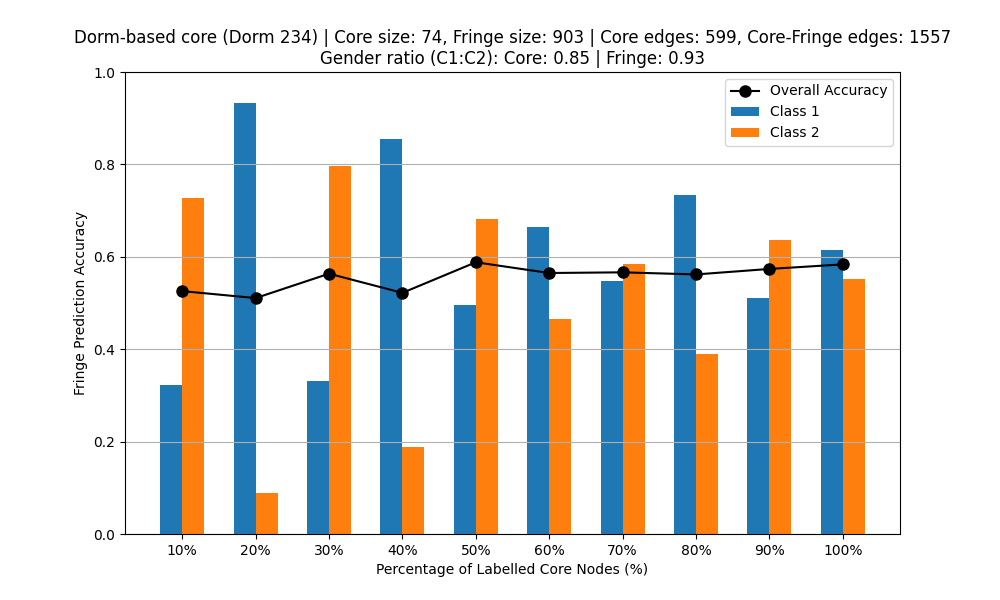 Dorm-based core (Dorm 234) | Core size: 74, Fringe size: 903 | Core edges: 599, Core-Fringe edges: 1557
Gender ratio (C1:C2): Core: 0.85 | Fringe: 0.93
Overall Accuracy
Class 1
Class 2
Fringe Prediction Accuracy
1.0
0.8
0.6
0.4
0.2
0.0
10% 20% 30% 40% 50% 60% 70% 80% 90% 100%
Percentage of Labelled Core Nodes (%)